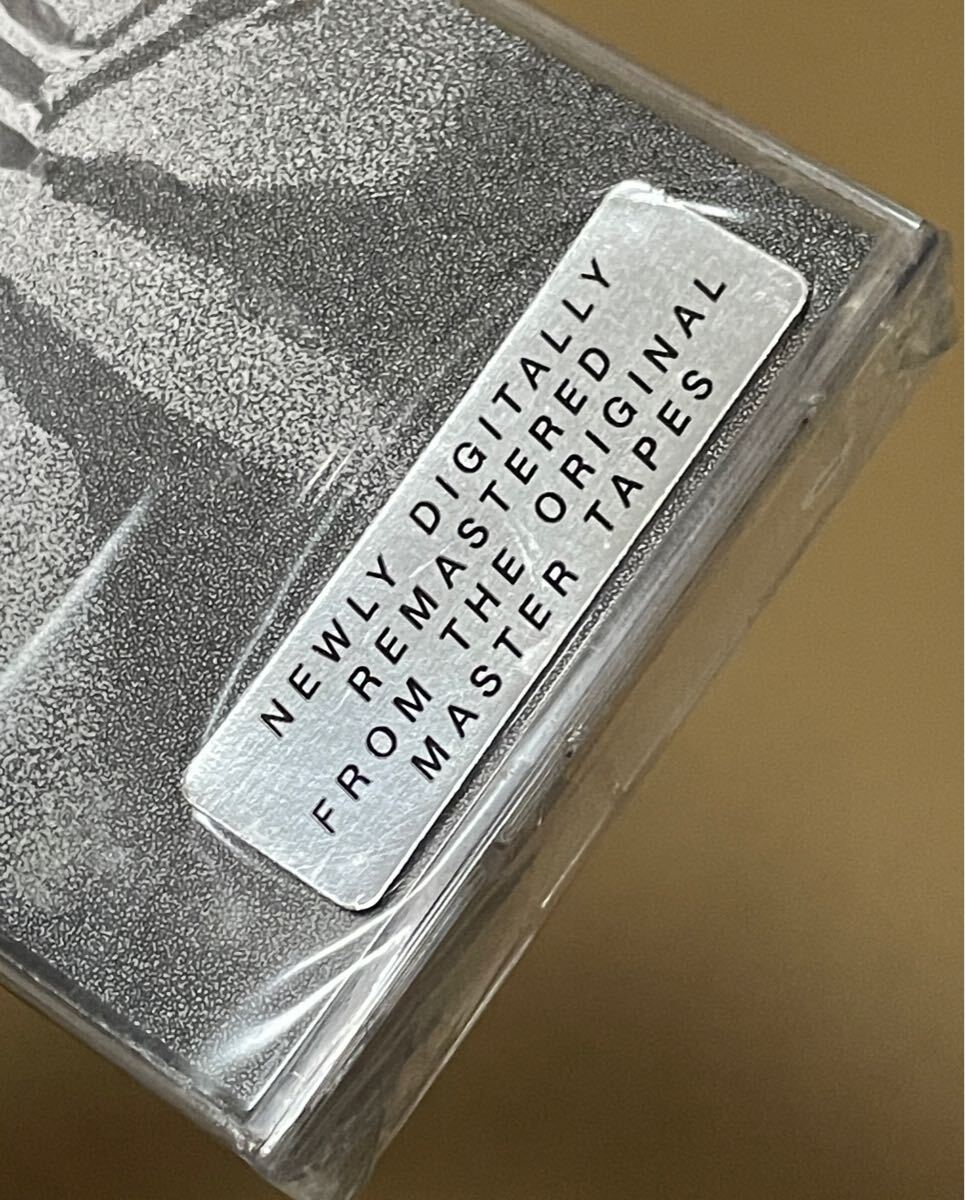 NEWLY DIGITALLY
REMASTERED
FROM THE ORIGINAL
MASTER TAPES